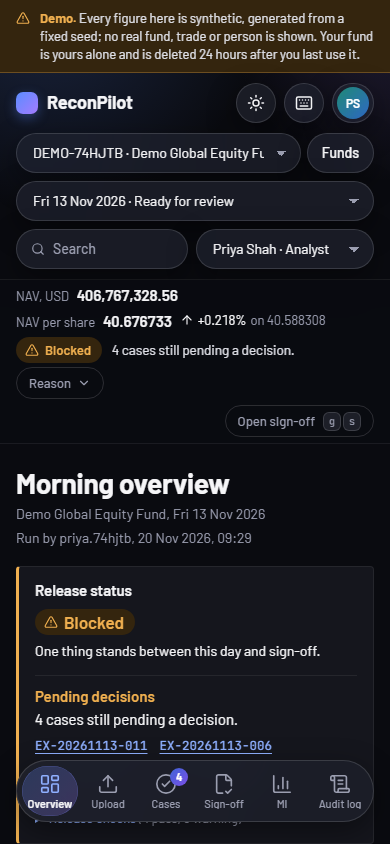 Demo. Every figure here is synthetic, generated from a
fixed seed; no real fund, trade or person is shown. Your fund
is yours alone and is deleted 24 hours after you last use it.
ReconPilot
PS
DEMO-74HJTB · Demo Global Equity Fu
Funds
Fri 13 Nov 2026 · Ready for review
Search
Priya Shah · Analyst
NAV, USD 406,767,328.56
NAV per share 40.676733 ↑ +0.218% on 40.588308
Blocked 4 cases still pending a decision.
Reason
Open sign-off g s
Morning overview
Demo Global Equity Fund, Fri 13 Nov 2026
Run by priya.74hjtb, 20 Nov 2026, 09:29
Release status
Blocked
One thing stands between this day and sign-off.
Pending decisions
4 cases still pending a decision.
EX-20261113-011 EX-20261113-006
4
Overview Upload Cases Sign-off MI Audit log